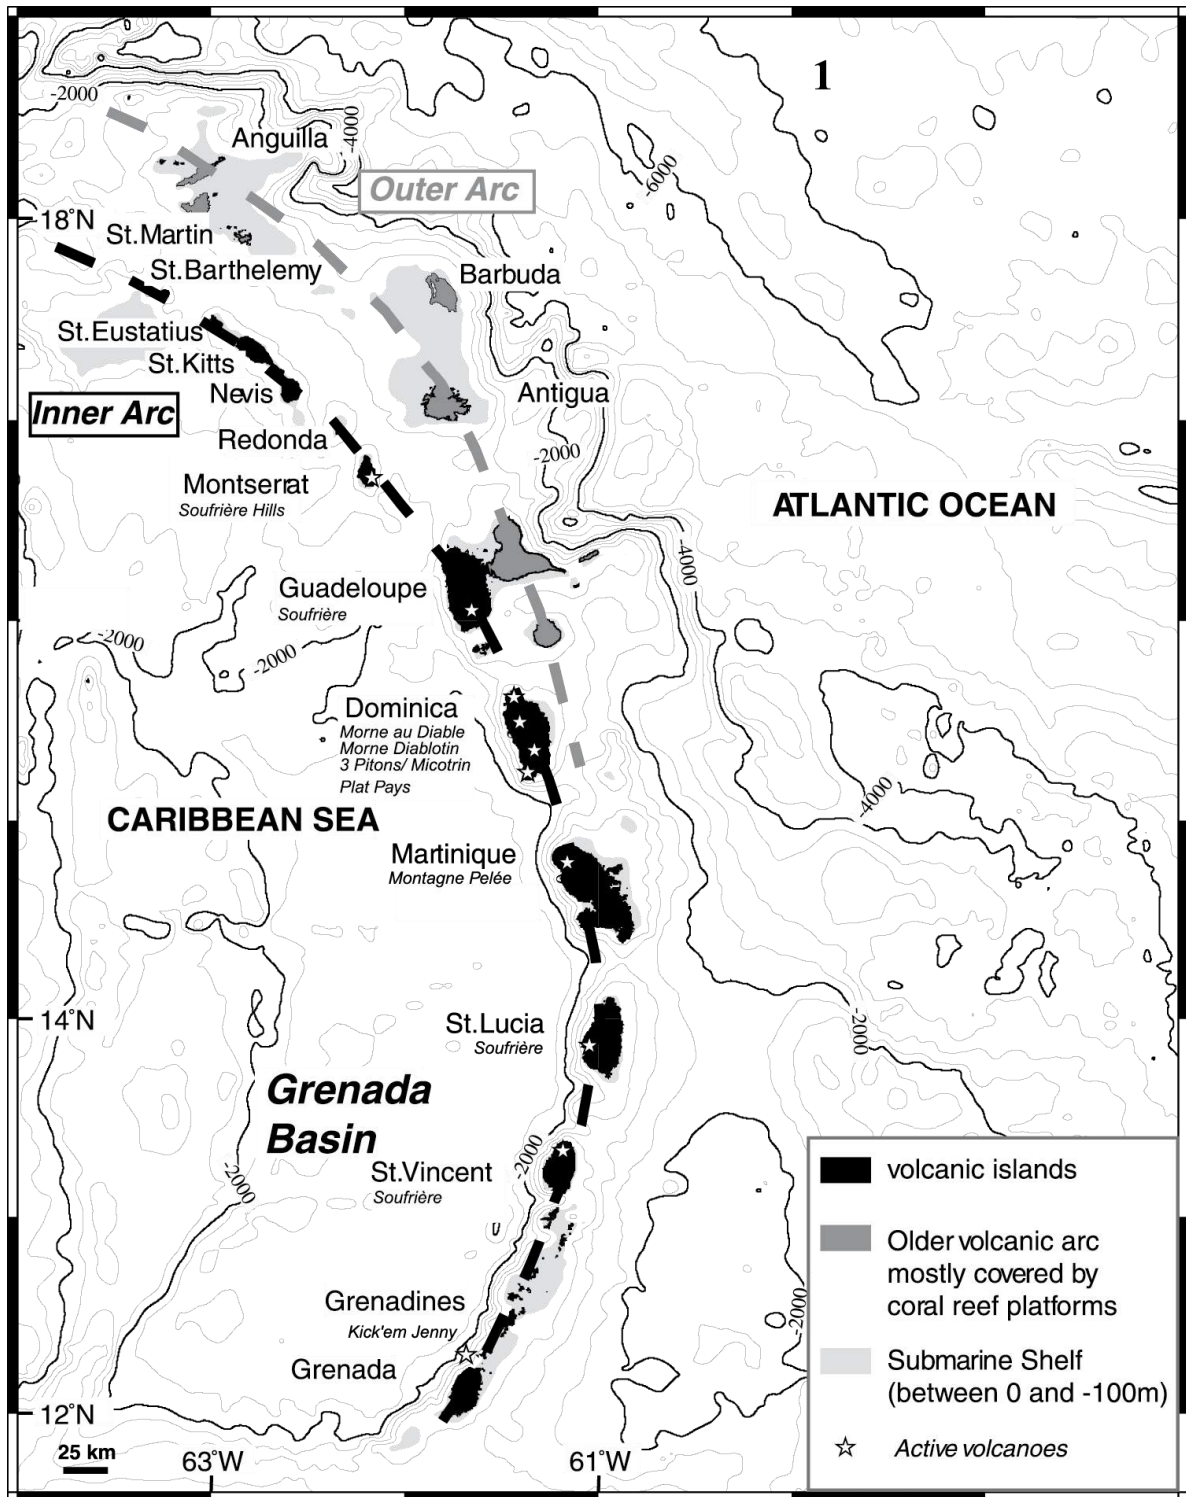 1
-2000
Anguilla
-4000
-6000
Outer Arc
18°N
St.Martin
St.Barthelemy
Barbuda
St.Eustatius
St.Kitts
Nevis
Antigua
Inner Arc
Redonda
-2000
Montserrat
Soufrière Hills
ATLANTIC OCEAN
-4000
Guadeloupe
Soufrière
-2000
-2000
Dominica
Morne au Diable
Morne Diablotin
3 Pitons/ Micotrin
Plat Pays
-4000
CARIBBEAN SEA
Martinique
Montagne Pelée
14°N
St.Lucia
Soufrière
-2000
Grenada
Basin
-2000
St.Vincent
Soufrière
-2000
volcanic islands
Older volcanic arc
mostly covered by
coral reef platforms
Grenadines
Kick'em Jenny
-2000
Grenada
Submarine Shelf
(between 0 and -100m)
12°N
Active volcanoes
25 km
63°W
61°W